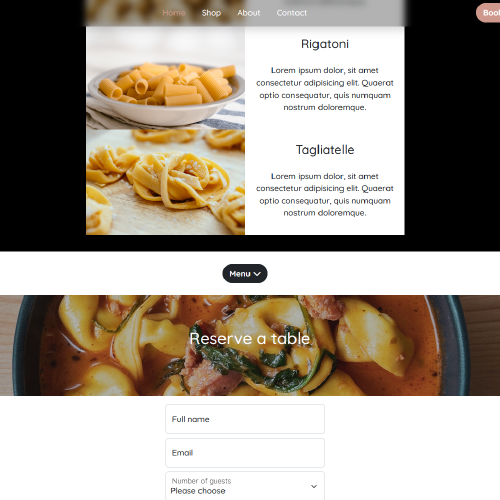 Home Shop About Contact Book
Rigatoni
Lorem ipsum dolor, sit amet
consectetur adipisicing elit. Quaerat
optio consequatur, quis numquam
nostrum doloremque.
Tagliatelle
Lorem ipsum dolor, sit amet
consectetur adipisicing elit. Quaerat
optio consequatur, quis numquam
nostrum doloremque.
Menu
Reserve a table
Full name
Email
Number of guests
Please choose